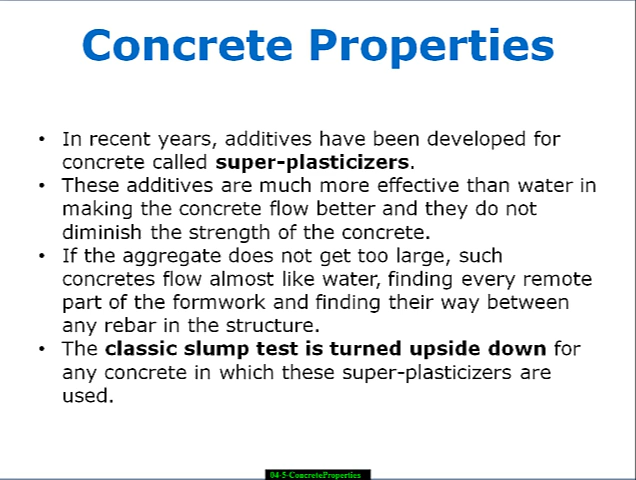 Concrete Properties
• In recent years, additives have been developed for
concrete called super-plasticizers.
• These additives are much more effective than water in
making the concrete flow better and they do not
diminish the strength of the concrete.
• If the aggregate does not get too large, such
concretes flow almost like water, finding every remote
part of the formwork and finding their way between
any rebar in the structure.
• The classic slump test is turned upside down for
any concrete in which these super-plasticizers are
used.
04-5-ConcreteProperties